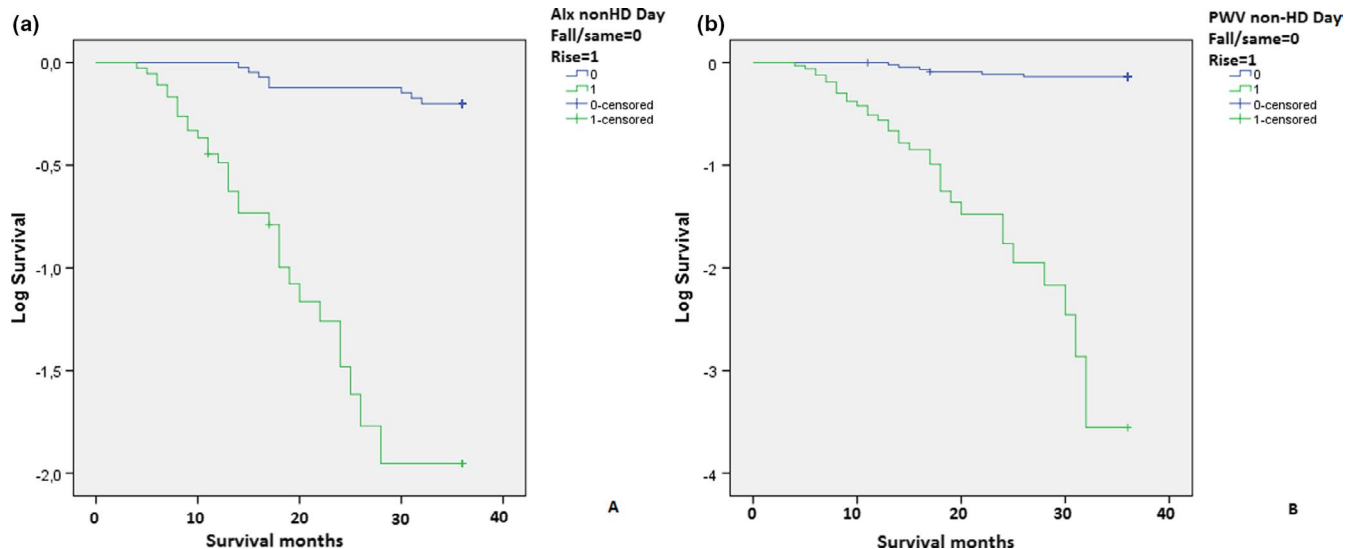 (a)
AIx nonHD Day
Fall/same=0
Rise=1
0
1
0-censored
1-censored
0,0
-0,5
-1,0
-1,5
-2,0
Log Survival
0
10
20
30
40
Survival months
A
(b)
PWV non-HD Day
Fall/same=0
Rise=1
0
1
0-censored
1-censored
0
-1
-2
-3
-4
Log Survival
0
10
20
30
40
Survival months
B